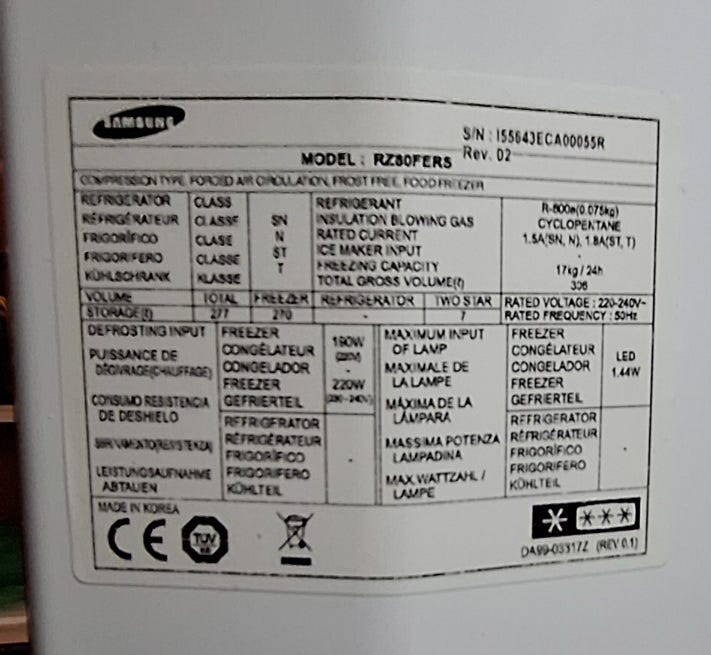 SAMSUNG
S/N : I55643ECA00055R
MODEL : RZ80FERS Rev. 02
COMPRESSION TYPE, FORCED AIR CIRCULATION, FROST FREE, FOOD FREEZER
REFRIGERATOR CLASS
RÉFRIGÉRATEUR CLASSE
FRIGORÍFICO CLASE
FRIGORIFERO CLASSE
KÜHLSCHRANK KLASSE
SN
N
ST
T
REFRIGERANT R-600a(0.075kg)
INSULATION BLOWING GAS CYCLOPENTANE
RATED CURRENT 1.5A(SN, N), 1.8A(ST, T)
ICE MAKER INPUT -
FREEZING CAPACITY 17kg / 24h
TOTAL GROSS VOLUME(ℓ)
VOLUME TOTAL FREEZER REFRIGERATOR TWO STAR RATED VOLTAGE : 220-240V~
STORAGE(ℓ) 277 270 - 7 RATED FREQUENCY : 50Hz
DEFROSTING INPUT
PUISSANCE DE
DÉGIVRAGE(CHAUFFAGE)
CONSUMO RESISTENCIA
DE DESHIELO
LEISTUNGSAUFNAHME
ABTAUEN
FREEZER
CONGÉLATEUR
CONGELADOR
FREEZER
GEFRIERTEIL
190W
(220V)
220W
(230~240V)
REFRIGERATOR
RÉFRIGÉRATEUR
FRIGORÍFICO
FRIGORIFERO
KÜHLTEIL
-
MAXIMUM INPUT
OF LAMP
MAXIMALE DE
LA LAMPE
MÁXIMA DE LA
LÁMPARA
MASSIMA POTENZA
LAMPADINA
MAX.WATTZAHL /
LAMPE
FREEZER
CONGÉLATEUR
CONGELADOR
FREEZER
GEFRIERTEIL
LED
1.44W
REFRIGERATOR
RÉFRIGÉRATEUR
FRIGORÍFICO
FRIGORIFERO
KÜHLTEIL
-
MADE IN KOREA
CE TÜV
DA99-03317Z (REV 0.1)